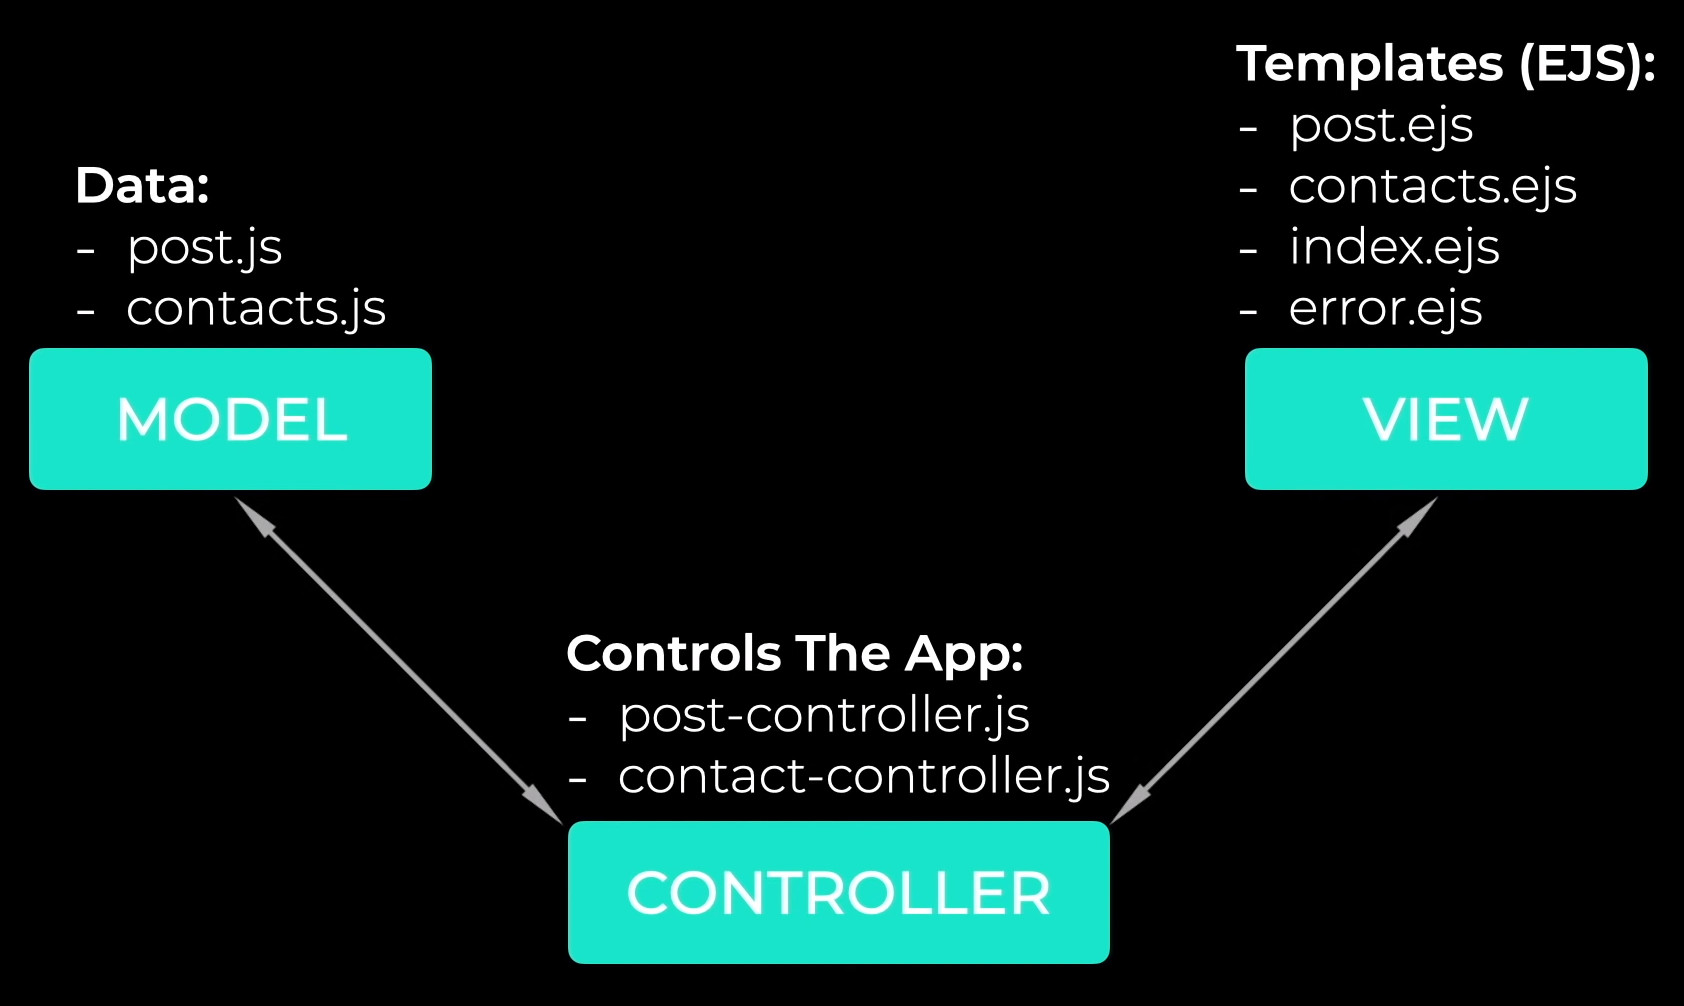 Data:
- post.js
- contacts.js
MODEL
Templates (EJS):
- post.ejs
- contacts.ejs
- index.ejs
- error.ejs
VIEW
Controls The App:
- post-controller.js
- contact-controller.js
CONTROLLER